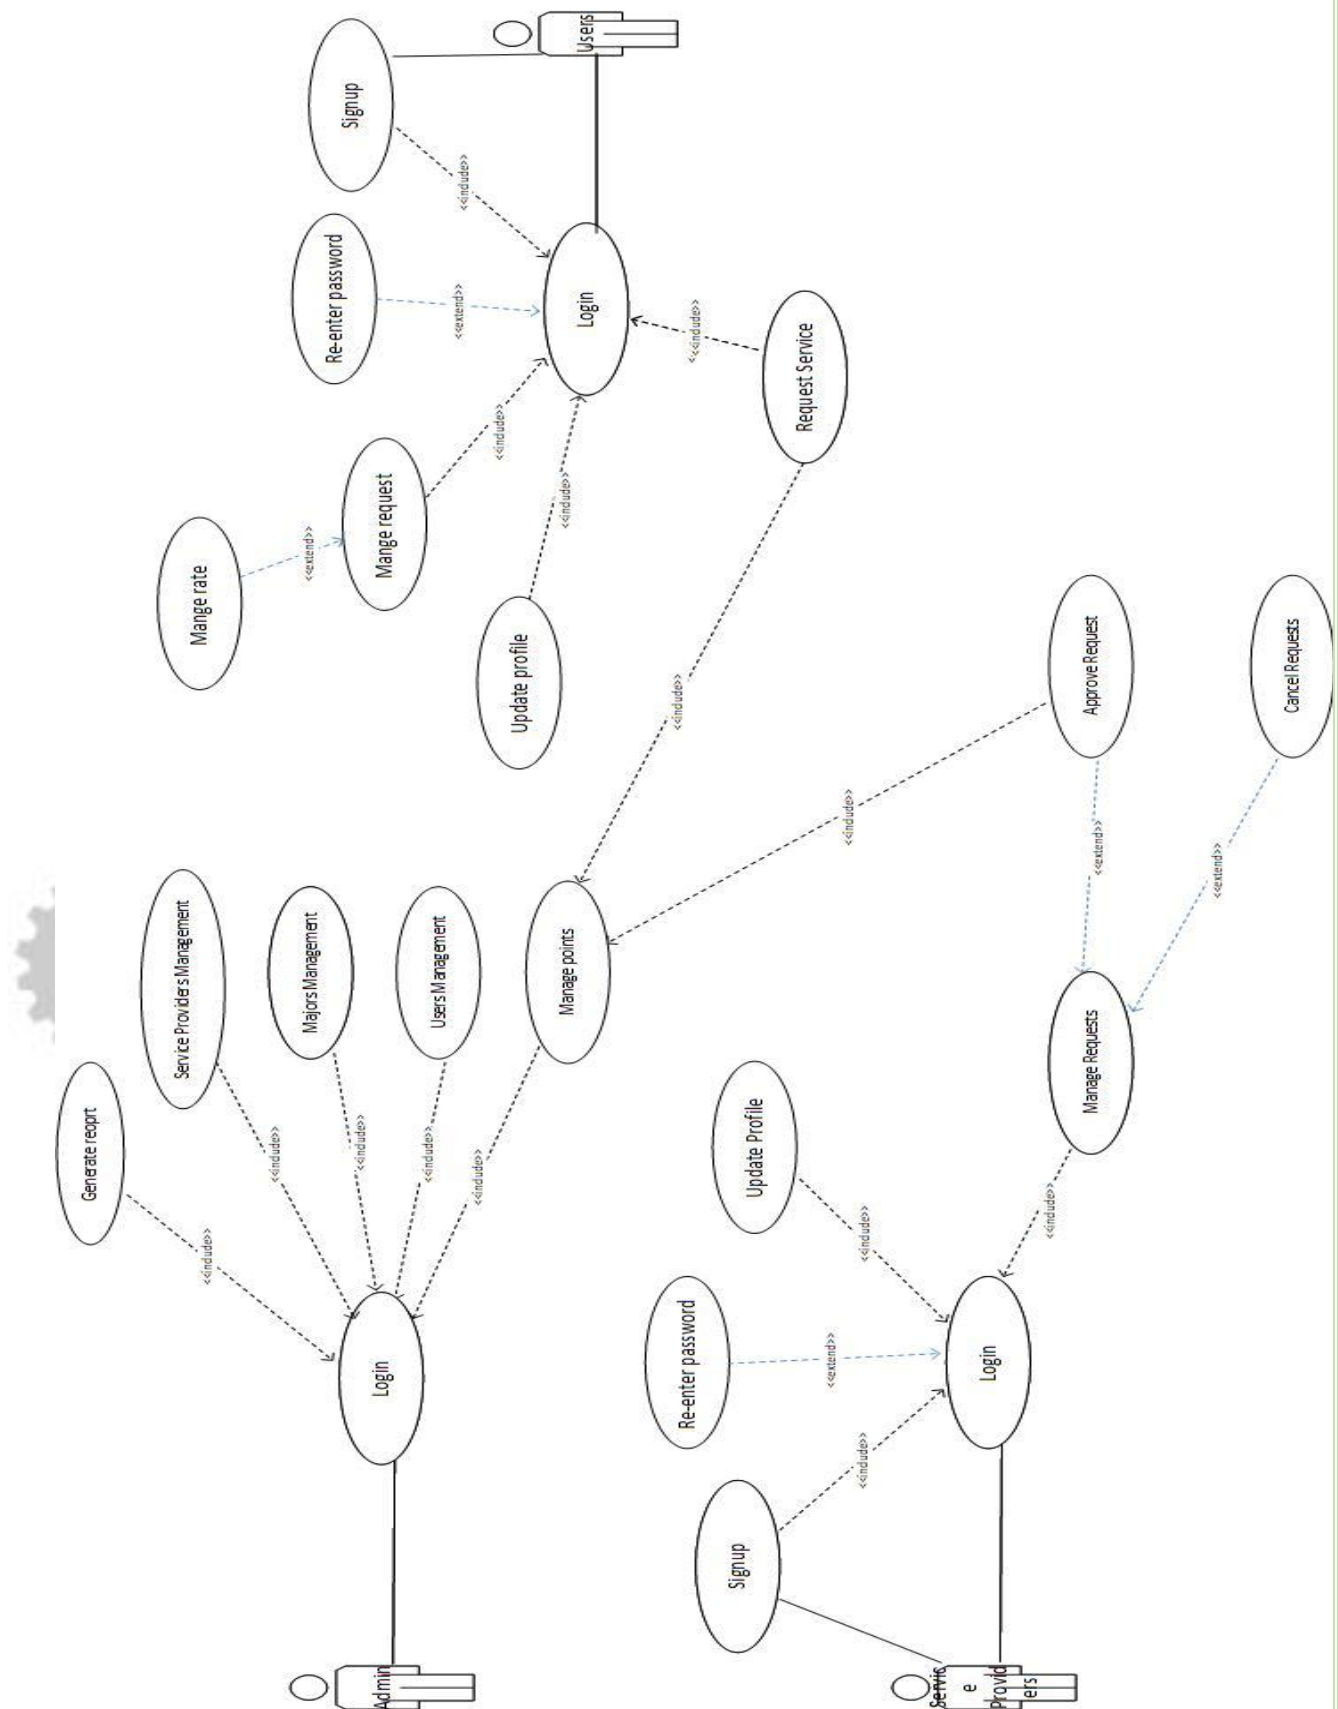 Generate reoprt
Service Providers Management
Mange rate
<<include>>
<<include>>
<<extend>>
Majors Management
Re-enter password
Signup
<<include>>
Admin
Login
Mange request
<<include>>
Users Management
<<extend>>
<<include>>
<<include>>
<<include>>
Update profile
<<include>>
Manage points
Login
Users
<<include>>
Re-enter password
<<include>>
Signup
Update Profile
Request Service
<<extend>>
<<include>>
<<include>>
<<include>>
Servic
e
Provid
ers
Login
<<include>>
Manage Requests
Approve Request
<<extend>>
<<extend>>
Cancel Requests